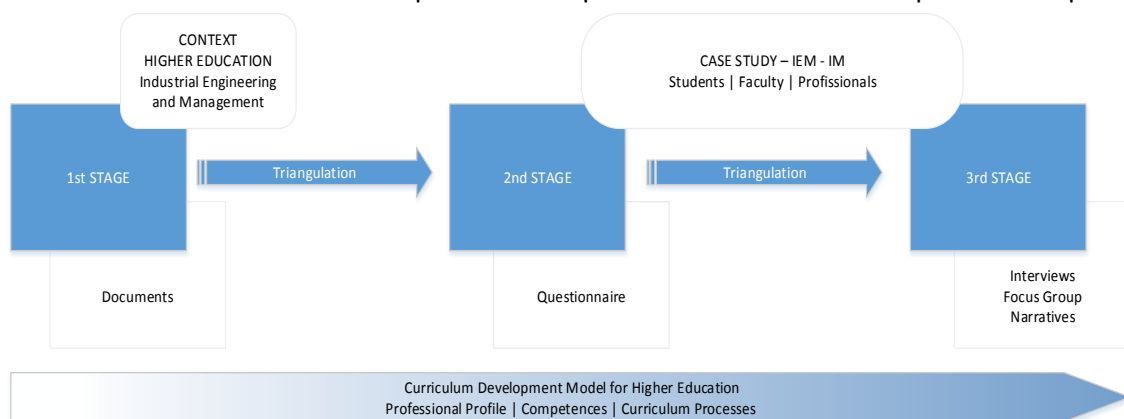 CONTEXT
HIGHER EDUCATION
Industrial Engineering
and Management
CASE STUDY – IEM - IM
Students | Faculty | Profissionals
1st STAGE
Triangulation
2nd STAGE
Triangulation
3rd STAGE
Documents
Questionnaire
Interviews
Focus Group
Narratives
Curriculum Development Model for Higher Education
Professional Profile | Competences | Curriculum Processes